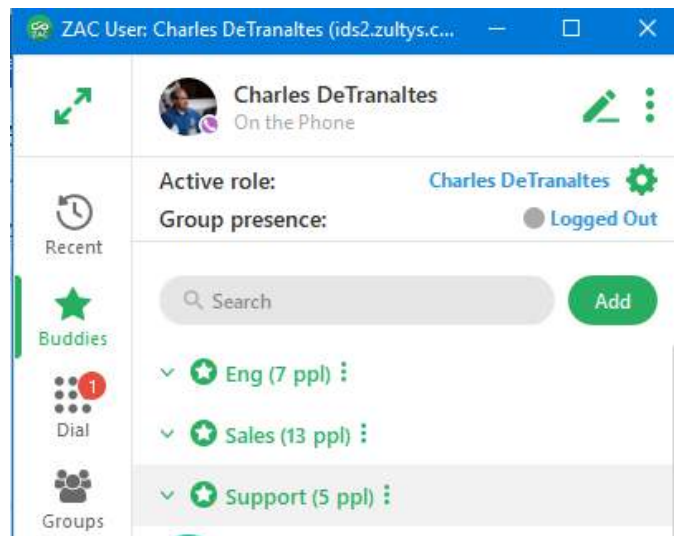 ZAC User: Charles DeTranaltes (ids2.zultys.c...
Charles DeTranaltes
On the Phone
Active role: Charles DeTranaltes
Group presence: Logged Out
Recent
Search Add
Buddies
Eng (7 ppl)
1
Dial
Sales (13 ppl)
Support (5 ppl)
Groups